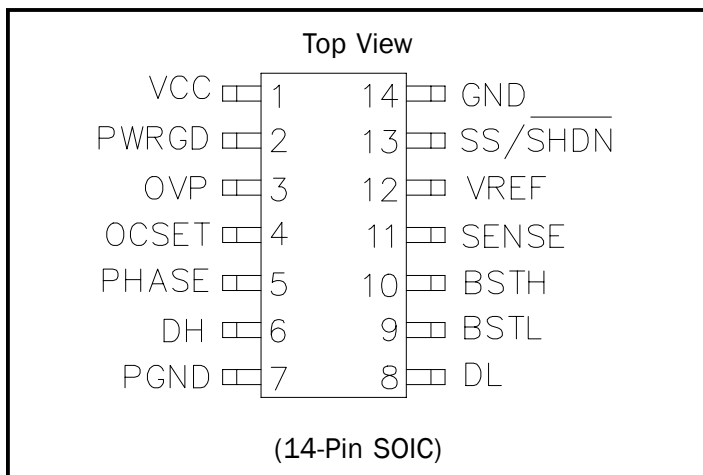 Top View
VCC 1 14 GND
PWRGD 2 13 SS/SHDN
OVP 3 12 VREF
OCSET 4 11 SENSE
PHASE 5 10 BSTH
DH 6 9 BSTL
PGND 7 8 DL
(14-Pin SOIC)